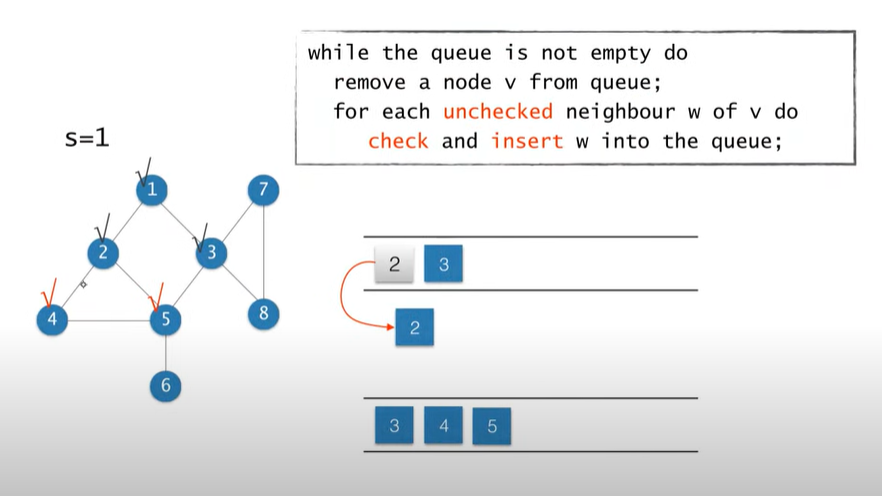 while the queue is not empty do
remove a node v from queue;
for each unchecked neighbour w of v do
check and insert w into the queue;
s=1
1
7
2
3
4
5
8
6
2 3
2
3 4 5